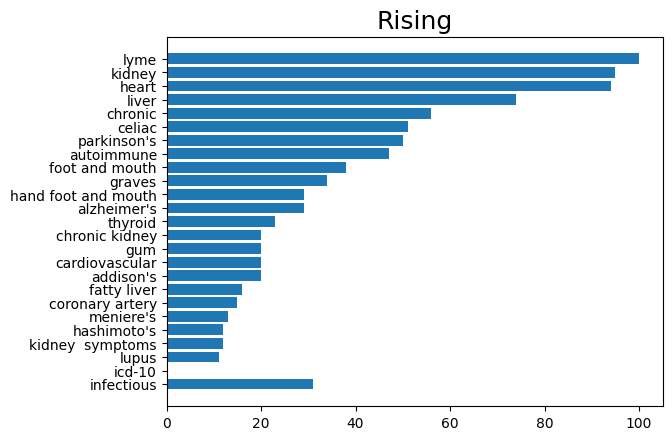 Rising
lyme
kidney
heart
liver
chronic
celiac
parkinson's
autoimmune
foot and mouth
graves
hand foot and mouth
alzheimer's
thyroid
chronic kidney
gum
cardiovascular
addison's
fatty liver
coronary artery
meniere's
hashimoto's
kidney  symptoms
lupus
icd-10
infectious
0 20 40 60 80 100